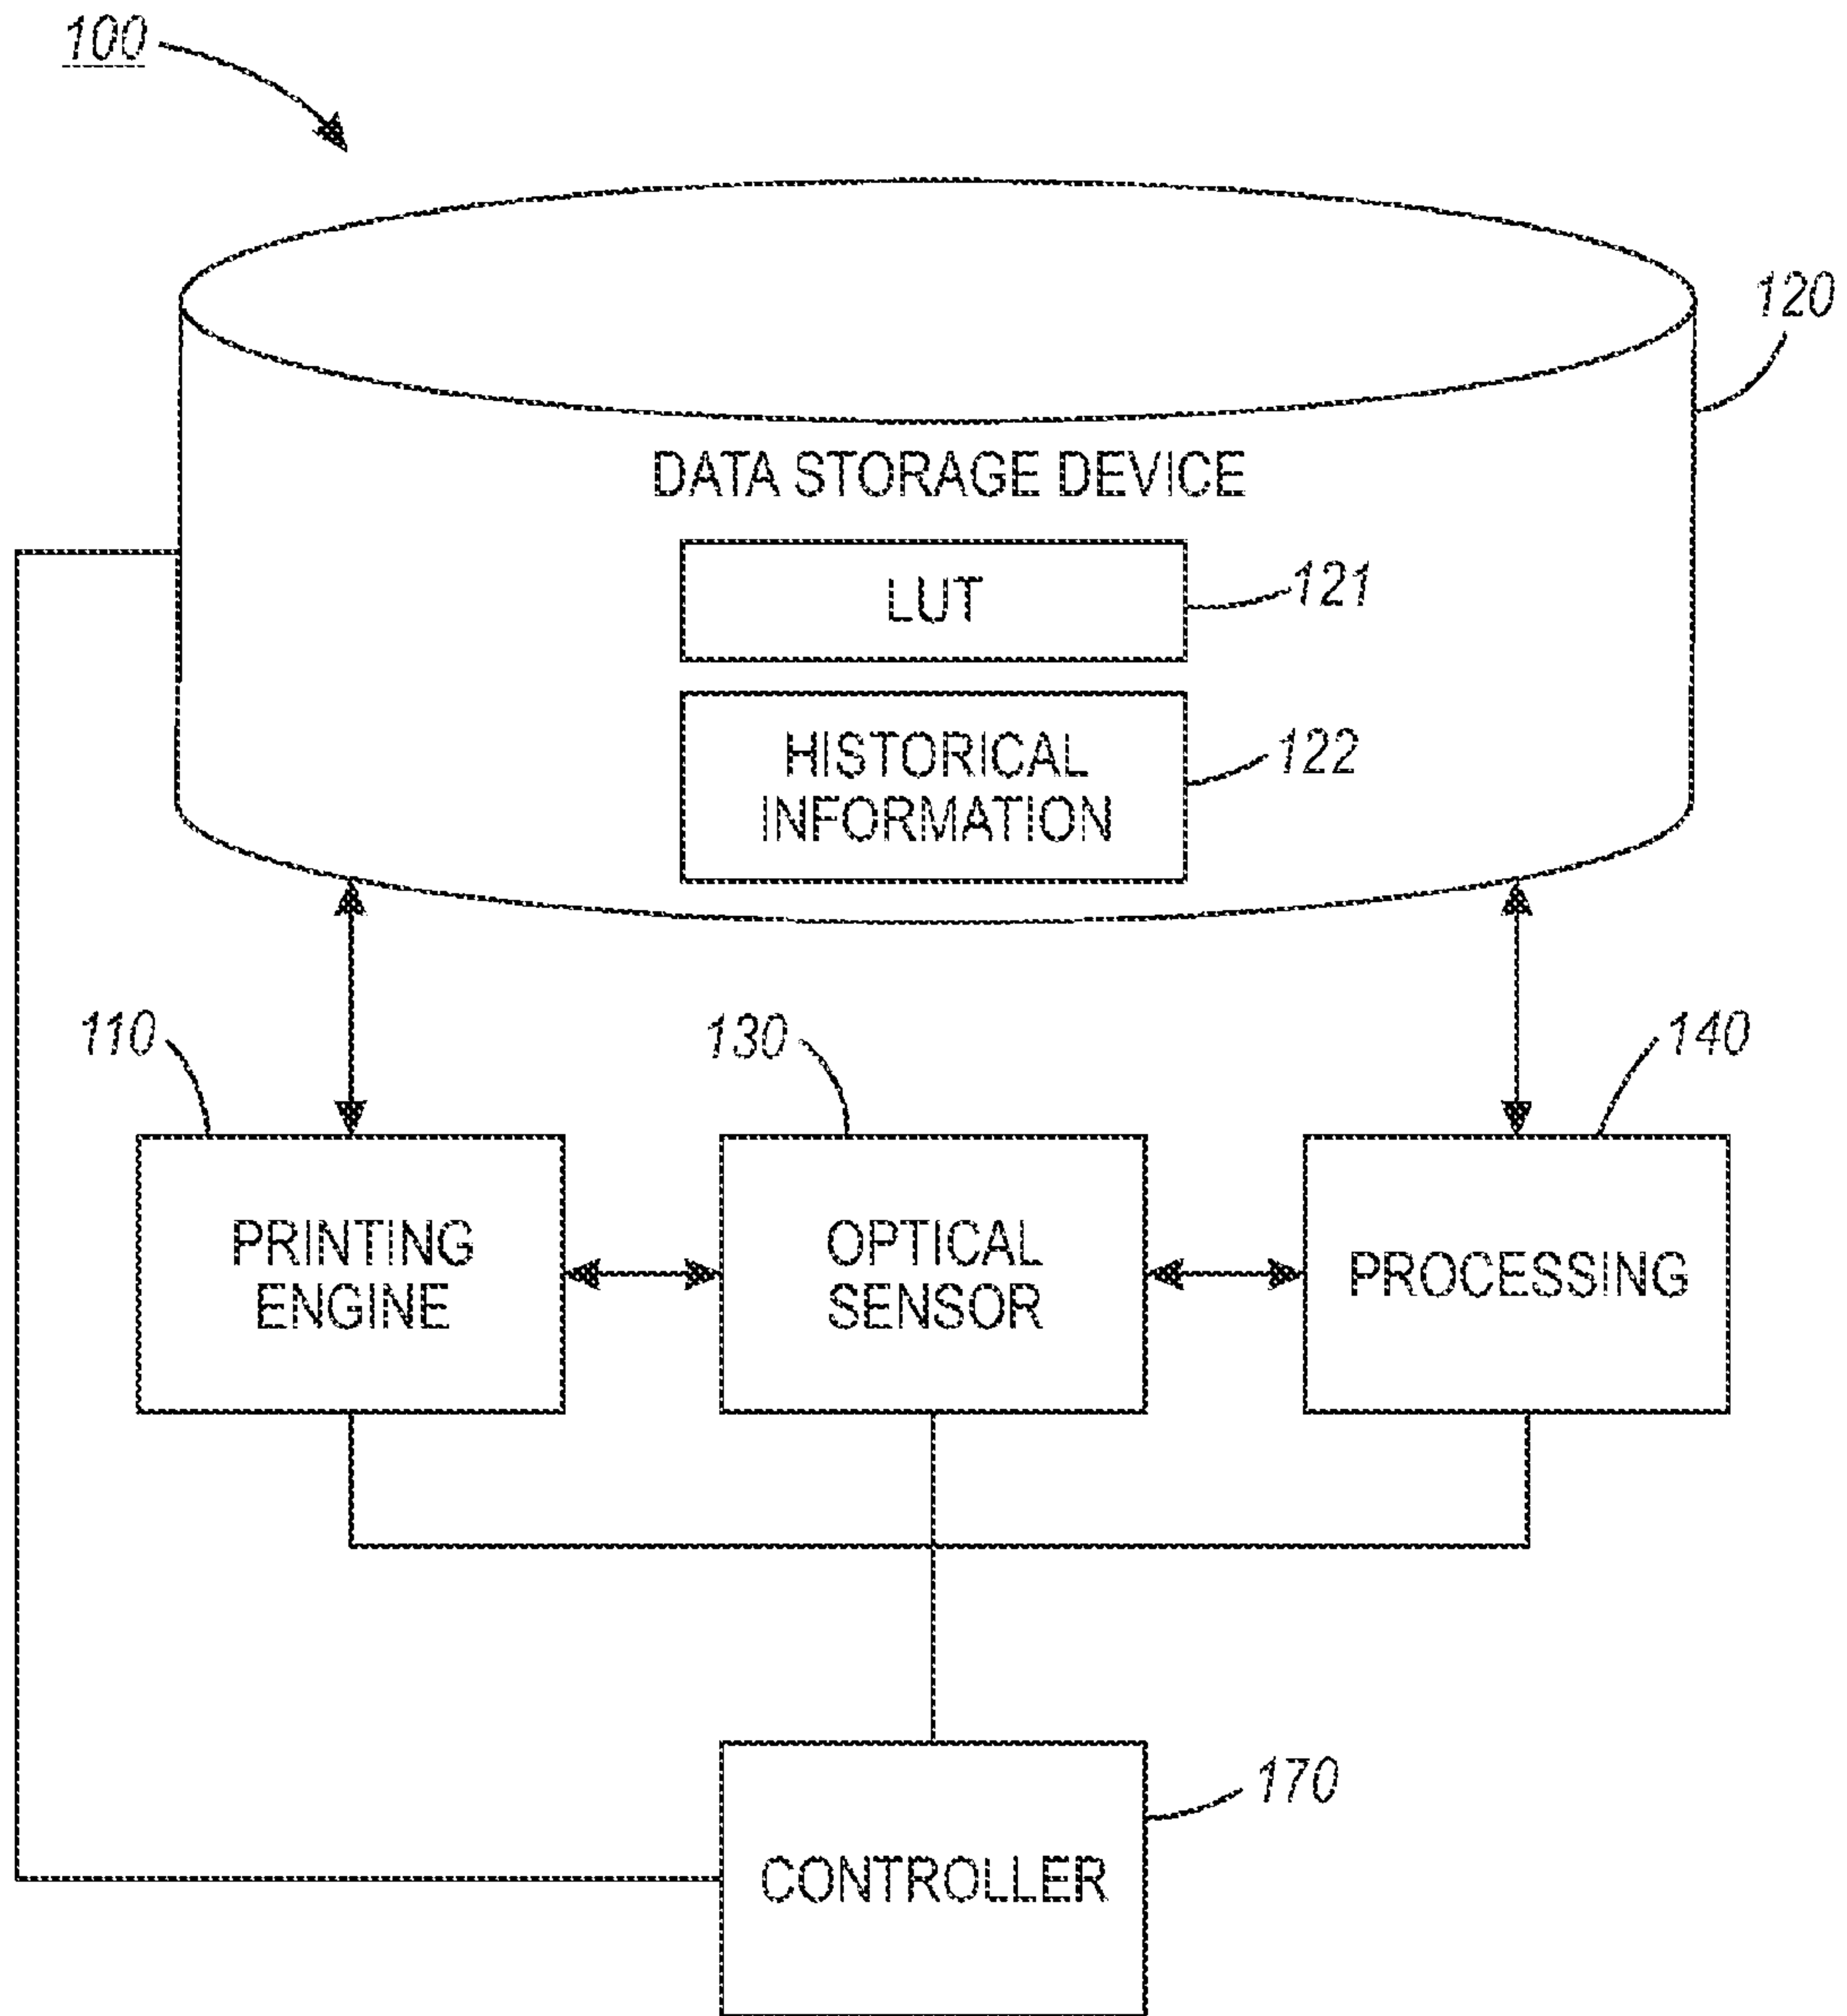 100
120
DATA STORAGE DEVICE
LUT
121
HISTORICAL
INFORMATION
122
110
130
140
PRINTING
ENGINE
OPTICAL
SENSOR
PROCESSING
CONTROLLER
170